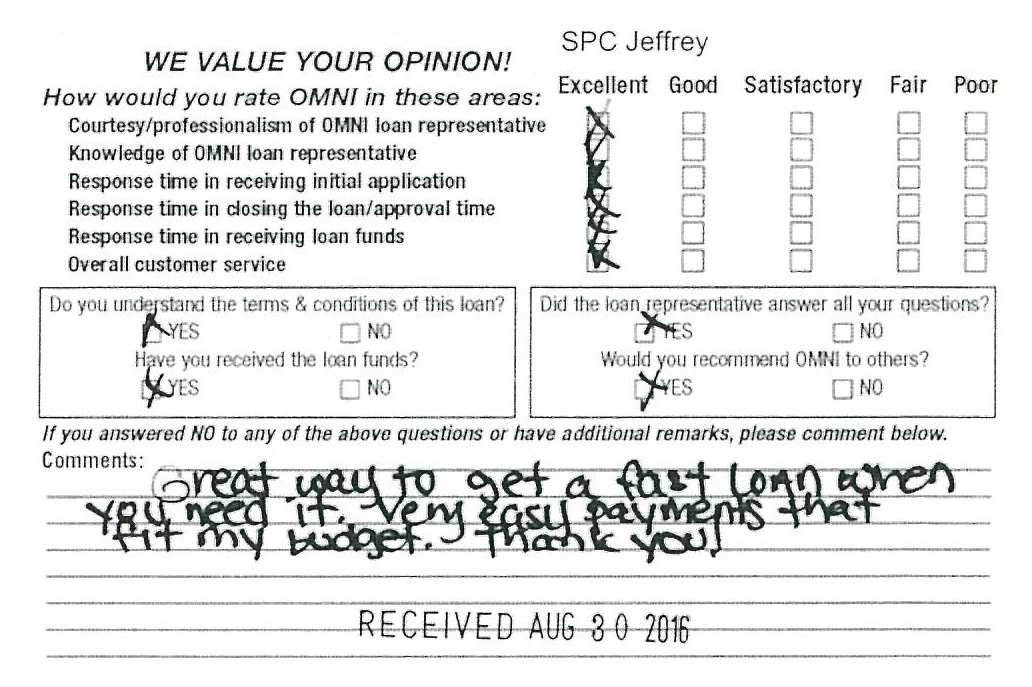 SPC Jeffrey
WE VALUE YOUR OPINION!
Excellent Good Satisfactory Fair Poor
How would you rate OMNI in these areas:
Courtesy/professionalism of OMNI loan representative
Knowledge of OMNI loan representative
Response time in receiving initial application
Response time in closing the loan/approval time
Response time in receiving loan funds
Overall customer service
Do you understand the terms & conditions of this loan?
YES NO
Have you received the loan funds?
YES NO
Did the loan representative answer all your questions?
YES NO
Would you recommend OMNI to others?
YES NO
If you answered NO to any of the above questions or have additional remarks, please comment below.
Comments: Great way to get a fast loan when
you need it. Very easy payments that
fit my budget. Thank you!
RECEIVED AUG 30 2016